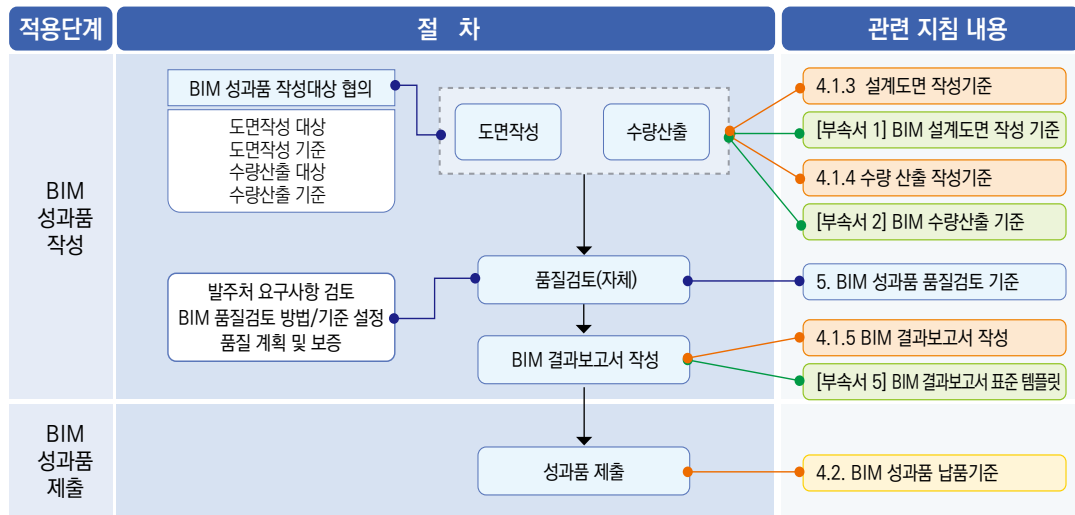 적용단계
절 차
관련 지침 내용
BIM
성과품
작성
BIM 성과품 작성대상 협의
도면작성 대상
도면작성 기준
수량산출 대상
수량산출 기준
도면작성
수량산출
4.1.3 설계도면 작성기준
[부속서 1] BIM 설계도면 작성 기준
4.1.4 수량 산출 작성기준
[부속서 2] BIM 수량산출 기준
발주처 요구사항 검토
BIM 품질검토 방법/기준 설정
품질 계획 및 보증
품질검토(자체)
5. BIM 성과품 품질검토 기준
BIM 결과보고서 작성
4.1.5 BIM 결과보고서 작성
[부속서 5] BIM 결과보고서 표준 템플릿
BIM
성과품
제출
성과품 제출
4.2. BIM 성과품 납품기준